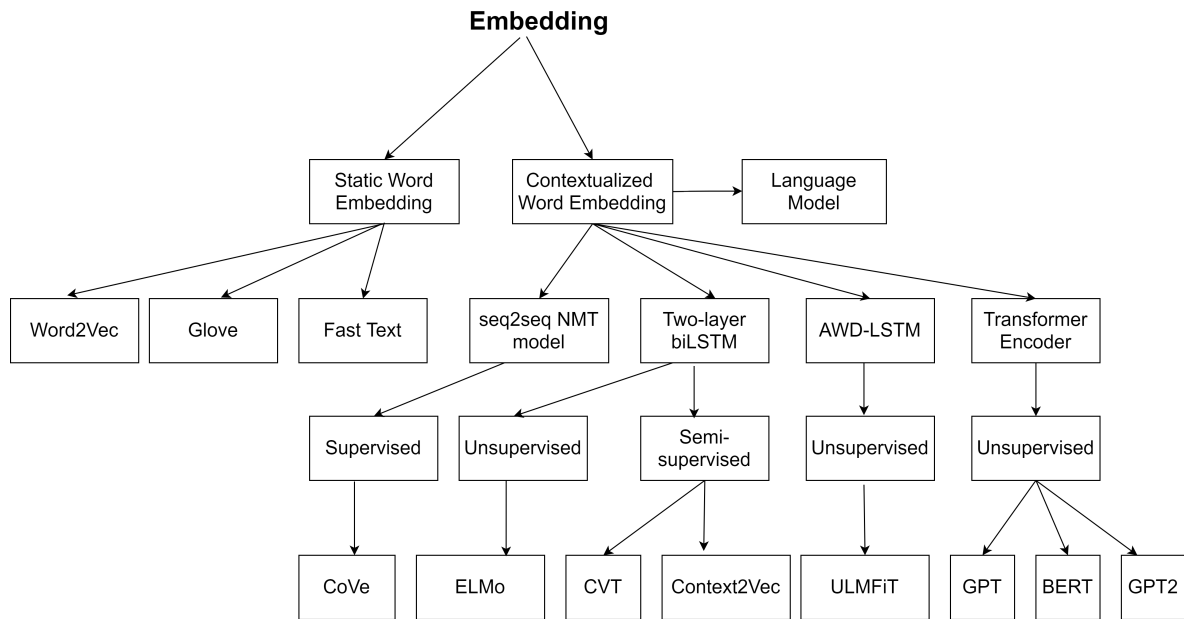 Embedding
Static Word
Embedding
Contextualized
Word Embedding
Language
Model
Word2Vec
Glove
Fast Text
seq2seq NMT
model
Two-layer
biLSTM
AWD-LSTM
Transformer
Encoder
Supervised
Unsupervised
Semi-
supervised
Unsupervised
Unsupervised
CoVe
ELMo
CVT
Context2Vec
ULMFiT
GPT
BERT
GPT2